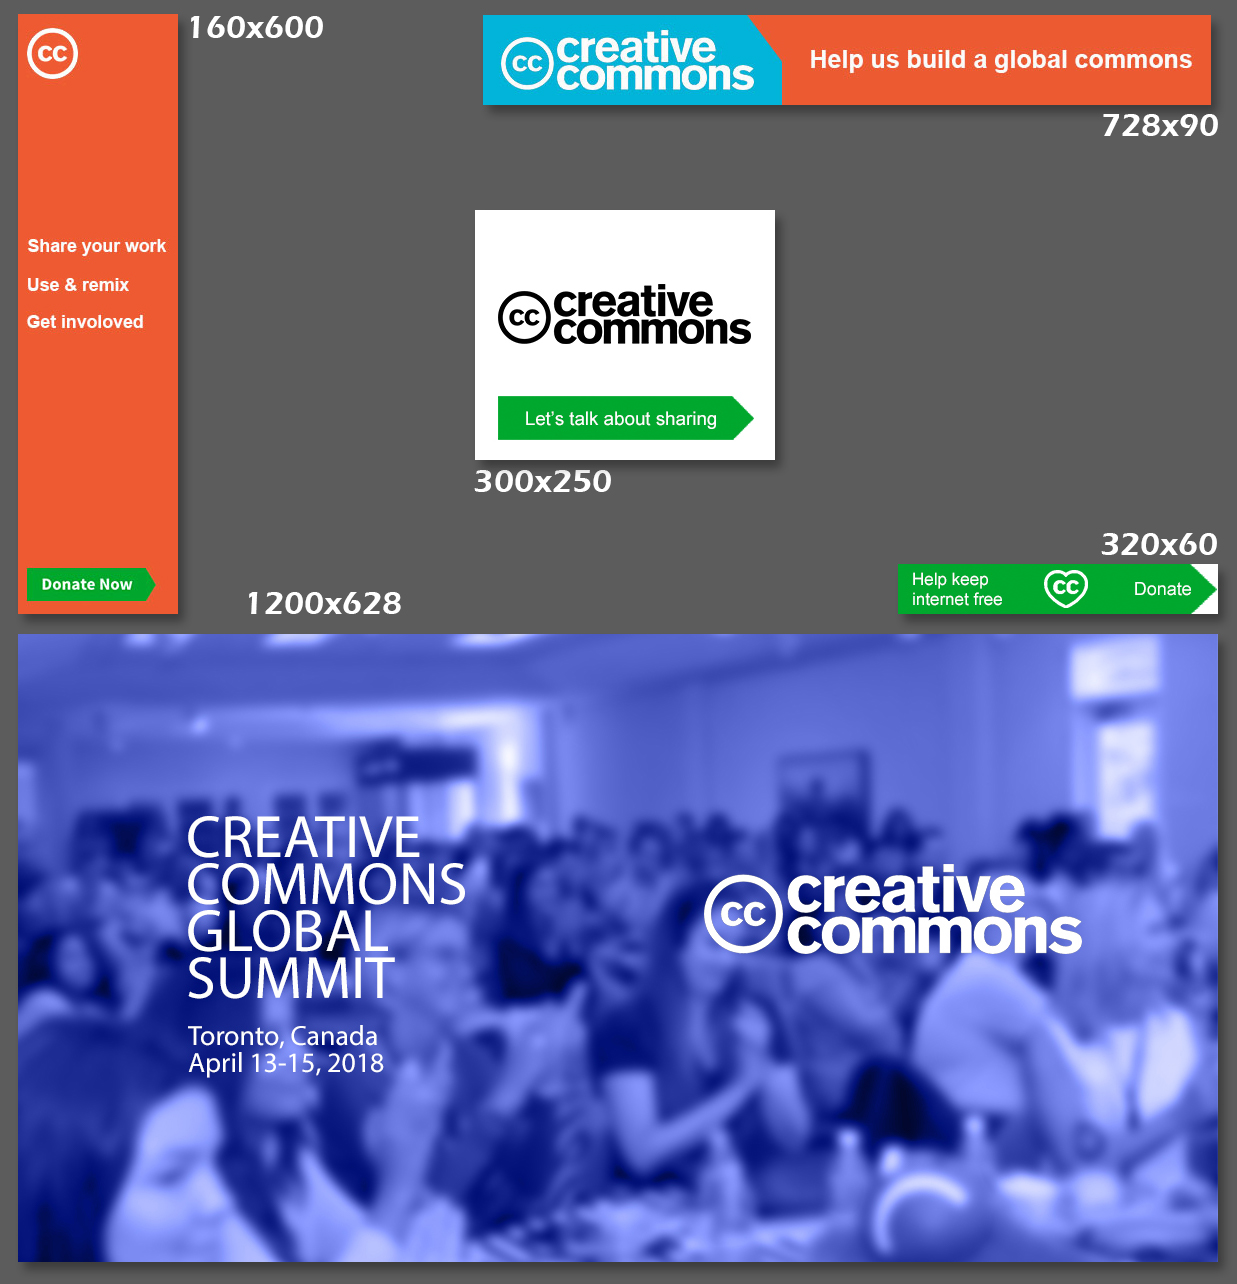 cc
160x600
Share your work
Use & remix
Get involoved
Donate Now
cc creative
commons
Help us build a global commons
728x90
cc creative
commons
Let's talk about sharing
300x250
320x60
Help keep
internet free
cc
Donate
1200x628
CREATIVE
COMMONS
GLOBAL
SUMMIT
Toronto, Canada
April 13-15, 2018
cc creative
commons